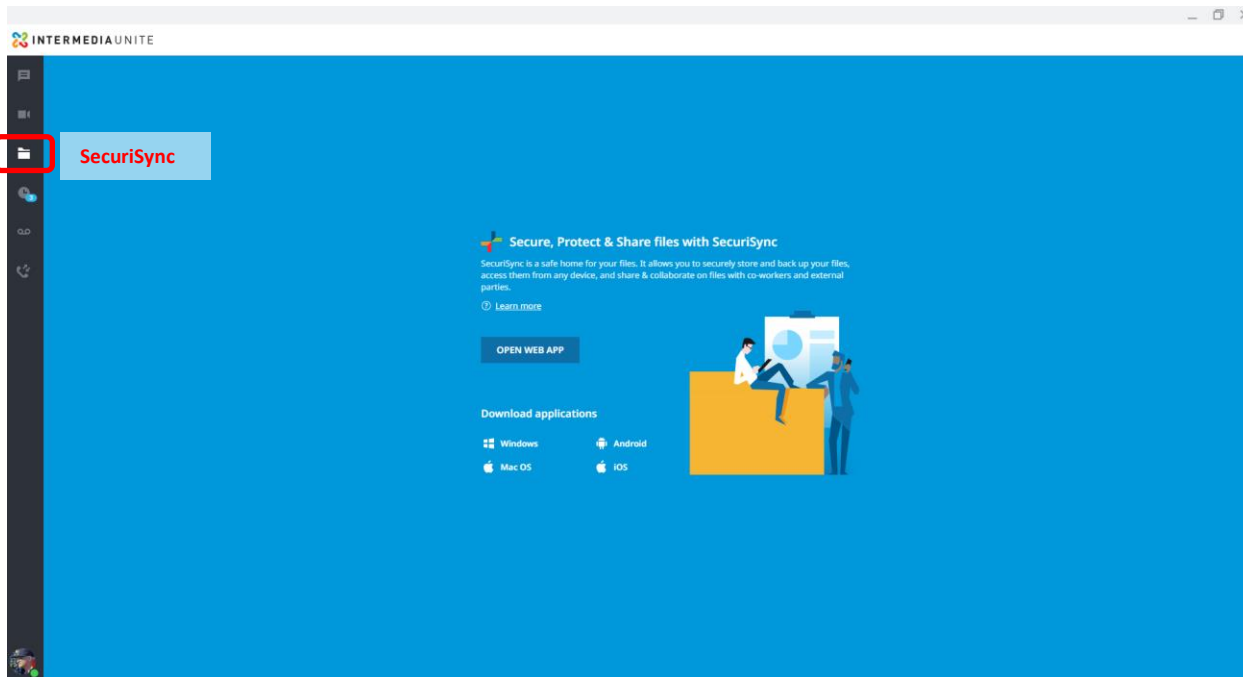 INTERMEDIAUNITE
SecuriSync
3
Secure, Protect & Share files with SecuriSync
SecuriSync is a safe home for your files. It allows you to securely store and back up your files,
access them from any device, and share & collaborate on files with co-workers and external
parties.
Learn more
OPEN WEB APP
Download applications
Windows
Android
Mac OS
iOS